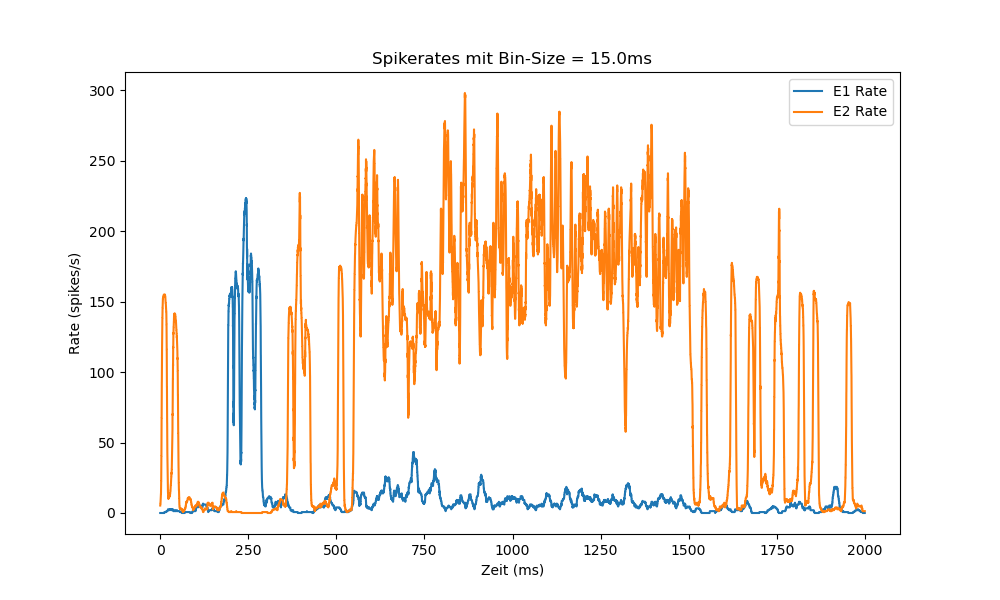 Spikerates mit Bin-Size = 15.0ms
E1 Rate
E2 Rate
300
250
200
150
100
50
0
Rate (spikes/s)
0 250 500 750 1000 1250 1500 1750 2000
Zeit (ms)